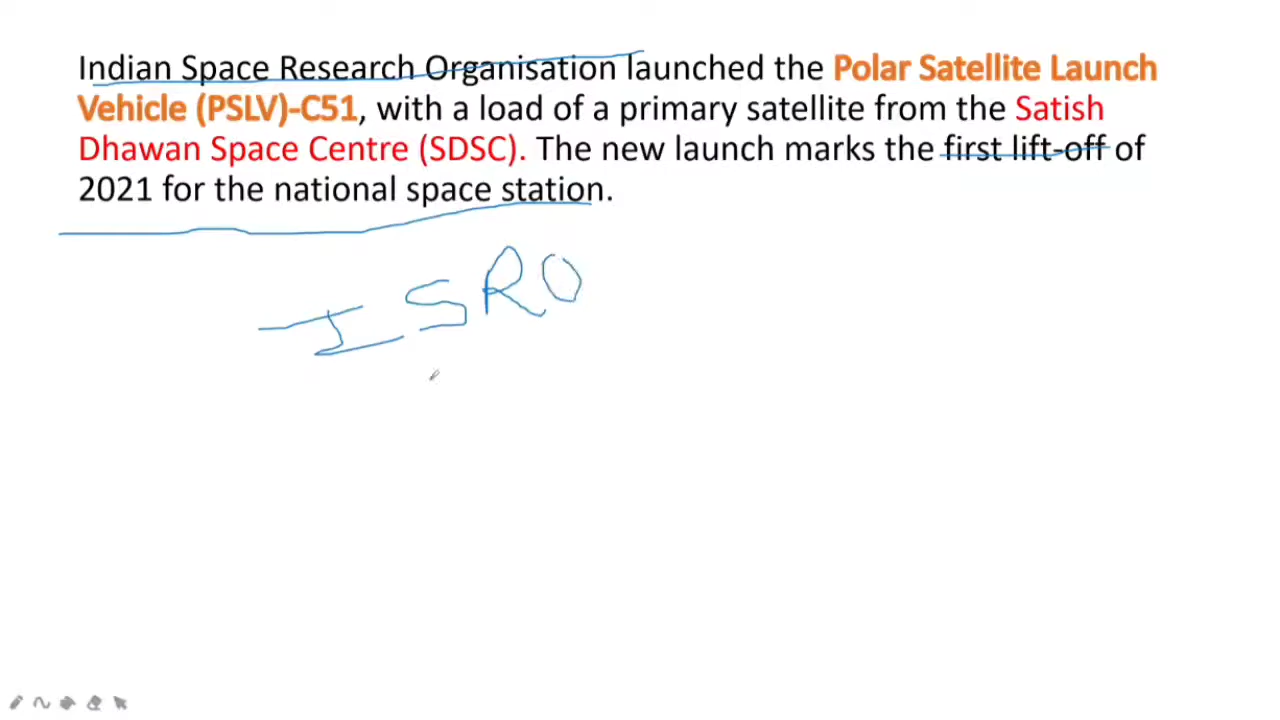 Indian Space Research Organisation launched the Polar Satellite Launch
Vehicle (PSLV)-C51, with a load of a primary satellite from the Satish
Dhawan Space Centre (SDSC). The new launch marks the first lift-off of
2021 for the national space station.
ISRO